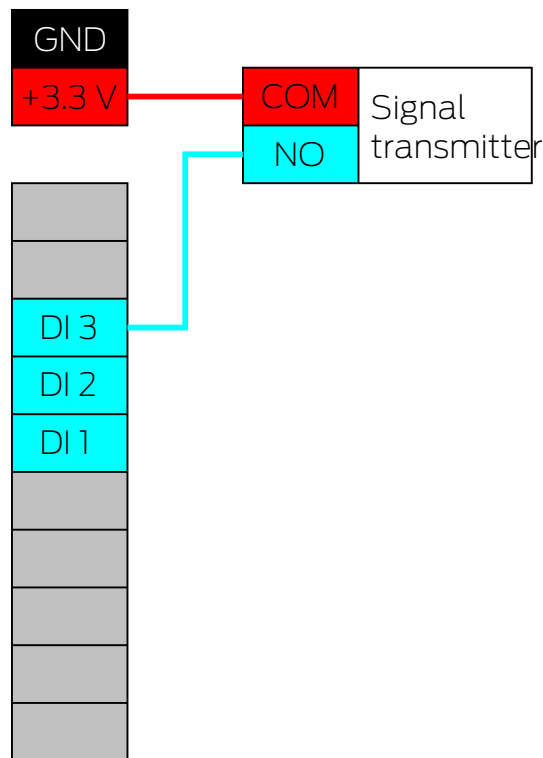 GND
+3.3 V
COM
NO
Signal
transmitter
DI 3
DI 2
DI 1